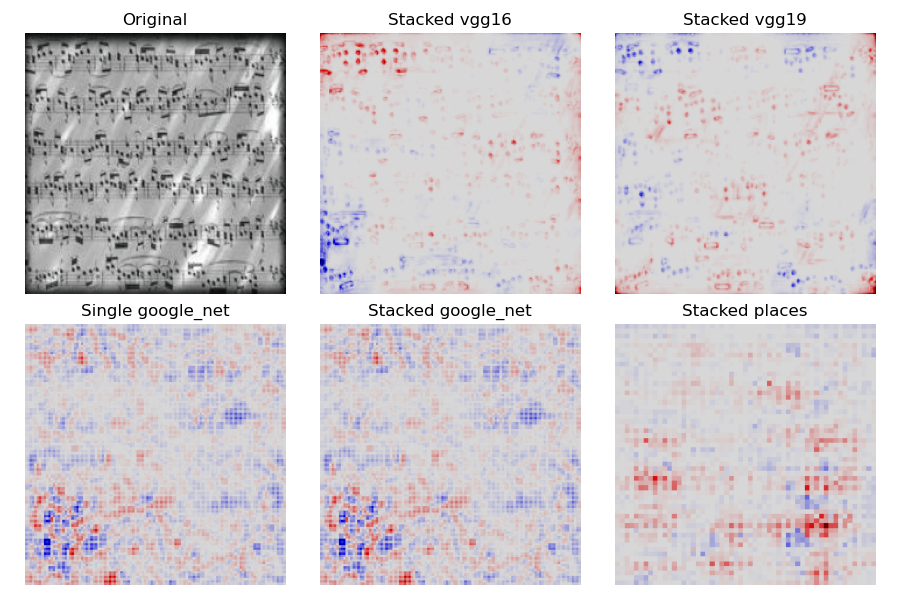 Original
Stacked vgg16
Stacked vgg19
Single google_net
Stacked google_net
Stacked places